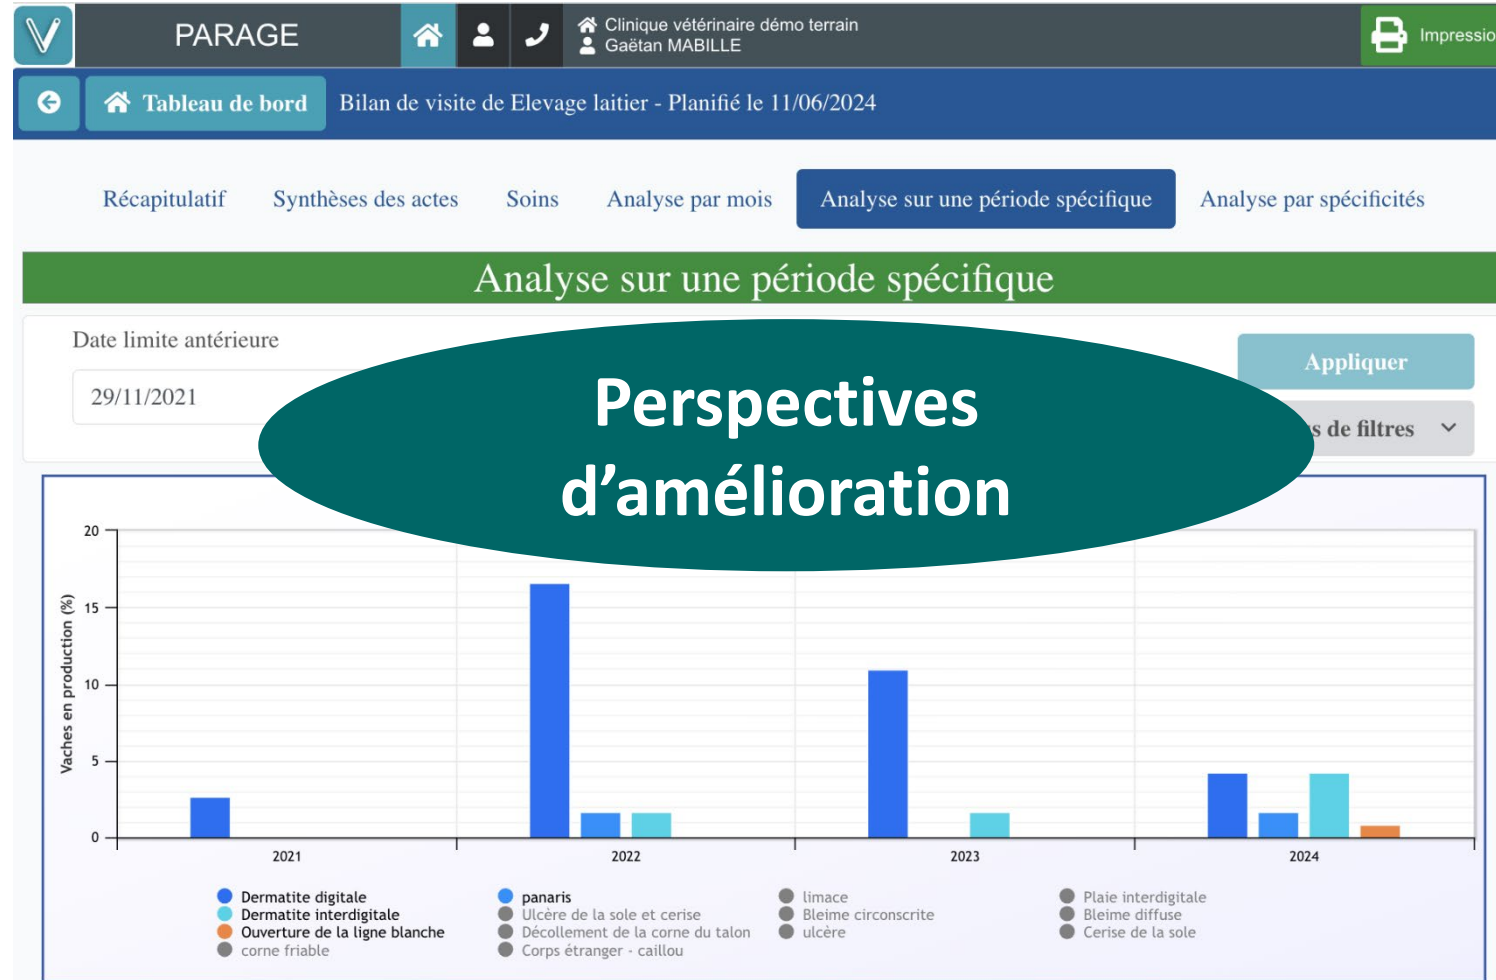 PARAGE
Clinique vétérinaire démo terrain
Gaëtan MABILLE
Tableau de bord
Bilan de visite de Elevage laitier - Planifié le 11/06/2024
Récapitulatif
Synthèses des actes
Soins
Analyse par mois
Analyse sur une période spécifique
Analyse par spécificités
Analyse sur une période spécifique
Date limite antérieure
29/11/2021
Appliquer
de filtres
Perspectives
d’amélioration
Vaches en production (%)
20
15
10
5
0
2021
2022
2023
2024
Dermatite digitale
Dermatite interdigitale
Ouverture de la ligne blanche
corne friable
panaris
Ulcère de la sole et cerise
Décollement de la corne du talon
Corps étranger - caillou
limace
Bleime circonscrite
ulcère
Plaie interdigitale
Bleime diffuse
Cerise de la sole